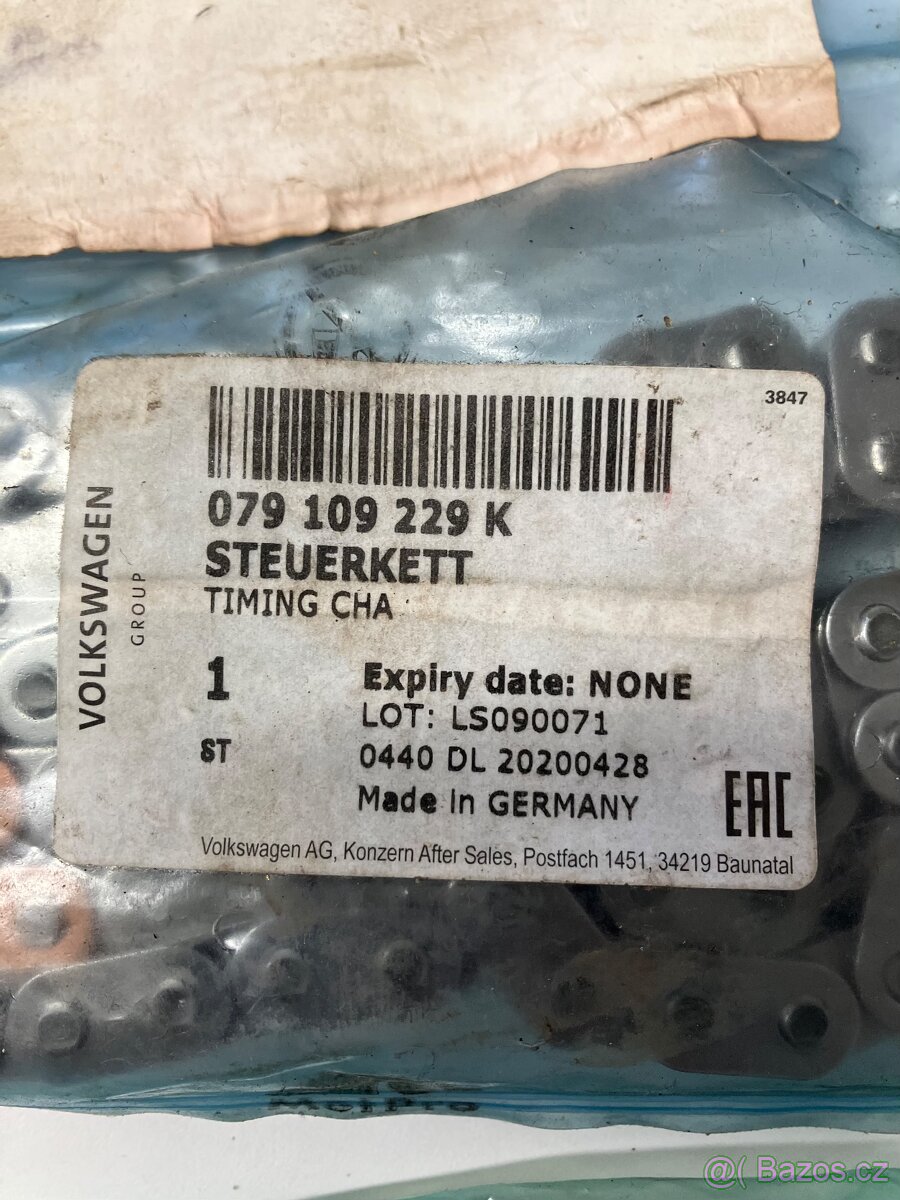 3847
079 109 229 K
STEUERKETT
TIMING CHA
VOLKSWAGEN
GROUP
1
ST
Expiry date: NONE
LOT: LS090071
0440 DL 20200428
Made in GERMANY
EAC
Volkswagen AG, Konzern After Sales, Postfach 1451, 34219 Baunatal
@( Bazos.cz